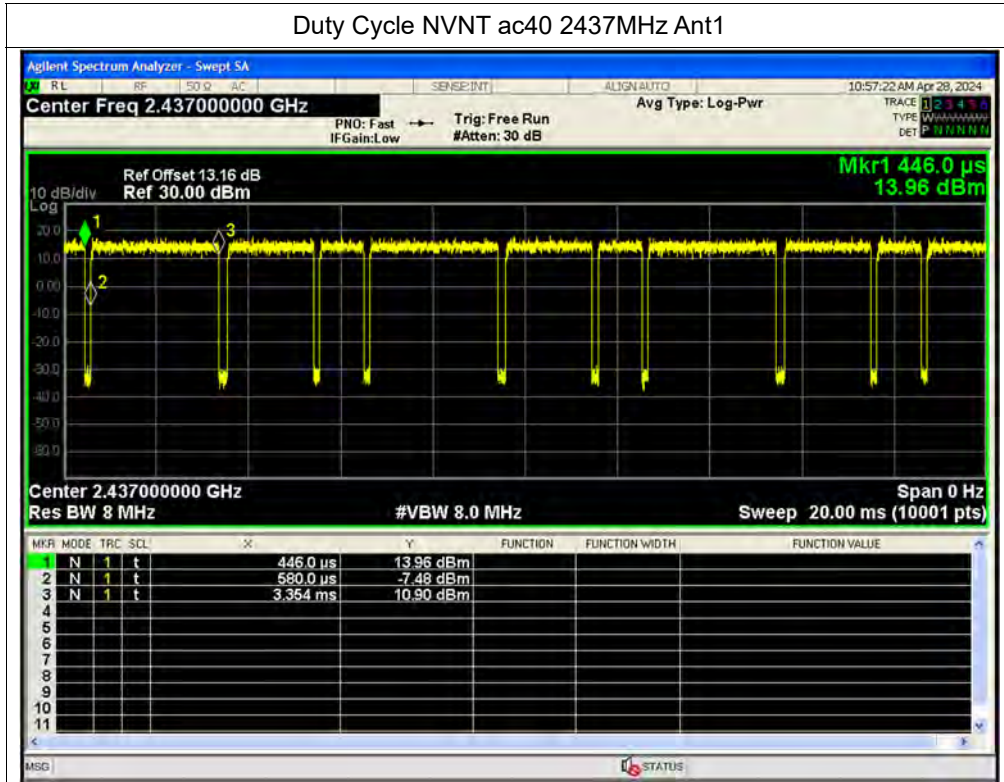 Duty Cycle NVNT ac40 2437MHz Ant1
Agilent Spectrum Analyzer - Swept SA
RL RF 50 Ω AC SENSE:INT ALIGN AUTO 10:57:22 AM Apr 28, 2024
Center Freq 2.437000000 GHz
Avg Type: Log-Pwr
TRACE 1 2 3 4 5 6
PNO: Fast Trig: Free Run
TYPE W
IFGain:Low #Atten: 30 dB
DET P N N N N N
Mkr1 446.0 µs
13.96 dBm
Ref Offset 13.16 dB
10 dB/div Ref 30.00 dBm
Log
20.0
1
3
10.0
0.00
2
-10.0
-20.0
-30.0
-40.0
-50.0
-60.0
Center 2.437000000 GHz Span 0 Hz
Res BW 8 MHz #VBW 8.0 MHz Sweep 20.00 ms (10001 pts)
MKR MODE TRC SCL X Y FUNCTION FUNCTION WIDTH FUNCTION VALUE
1 N 1 t 446.0 µs 13.96 dBm
2 N 1 t 580.0 µs -7.48 dBm
3 N 1 t 3.354 ms 10.90 dBm
4
5
6
7
8
9
10
11
MSG STATUS